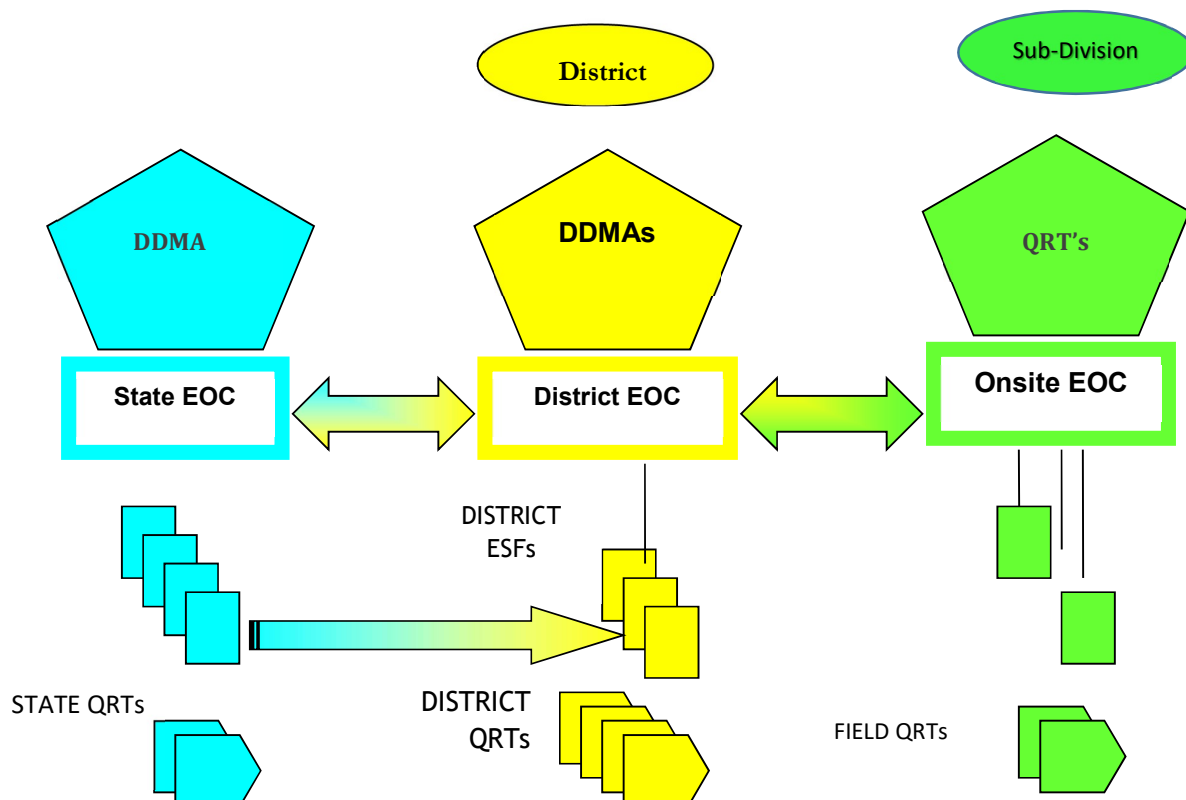 District
Sub-Division
DDMA
DDMAs
QRT's
State EOC
District EOC
Onsite EOC
DISTRICT
ESFs
STATE QRTs
DISTRICT
QRTs
FIELD QRTs